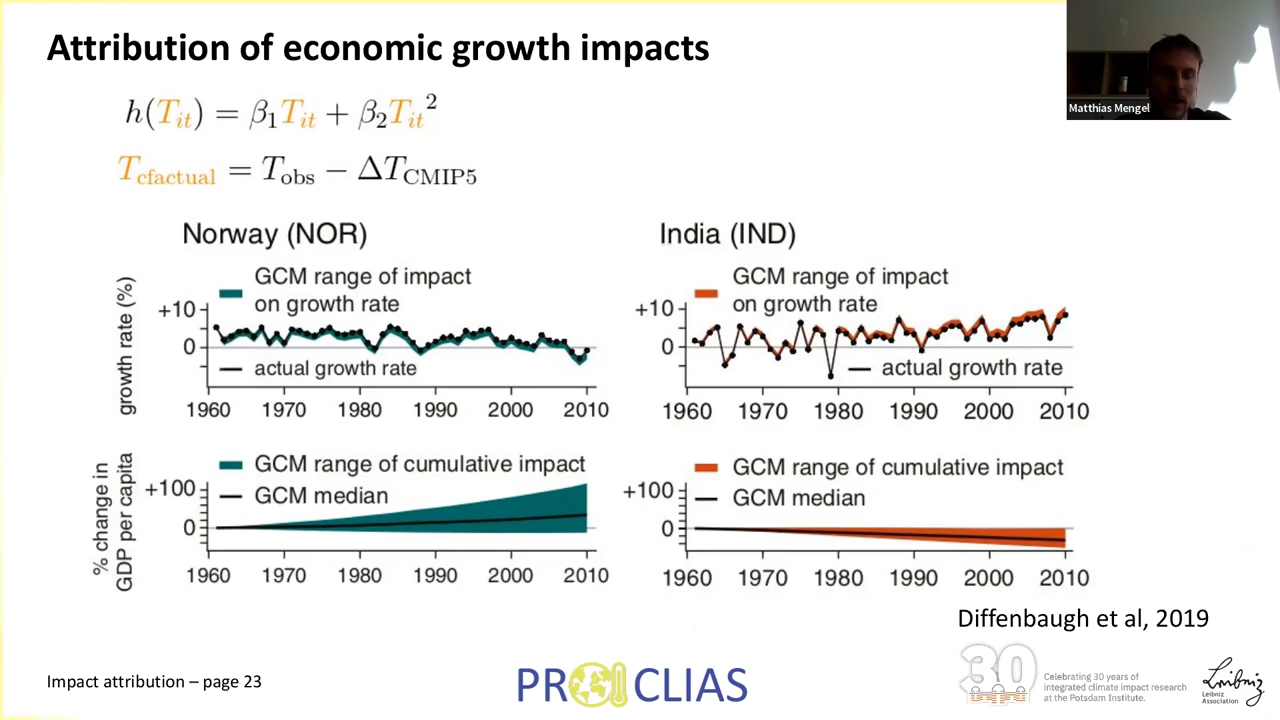 Attribution of economic growth impacts
Matthias Mengel
h(T_it) = β₁T_it + β₂T_it²
T_cfactual = T_obs − ΔT_CMIP5
Norway (NOR)
GCM range of impact
on growth rate
growth rate (%)
+10
0
actual growth rate
1960 1970 1980 1990 2000 2010
India (IND)
GCM range of impact
on growth rate
+10
0
actual growth rate
1960 1970 1980 1990 2000 2010
% change in
GDP per capita
GCM range of cumulative impact
+100
GCM median
0
1960 1970 1980 1990 2000 2010
GCM range of cumulative impact
+100
GCM median
0
1960 1970 1980 1990 2000 2010
Diffenbaugh et al, 2019
Impact attribution – page 23
PROCLIAS
30
Celebrating 30 years of
integrated climate impact research
at the Potsdam Institute.
Leibniz
Leibniz
Association